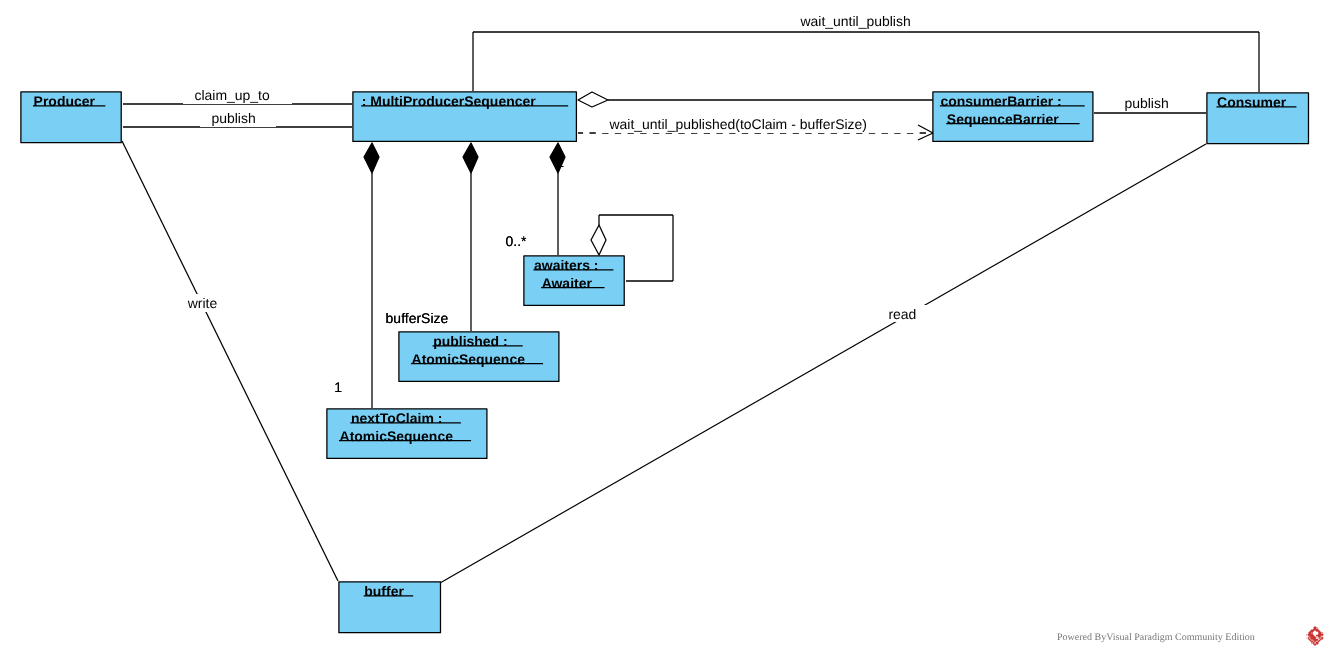 wait_until_publish
claim_up_to
publish
Producer
: MultiProducerSequencer
wait_until_published(toClaim - bufferSize)
consumerBarrier :
SequenceBarrier
publish
Consumer
0..*
awaiters :
Awaiter
write
bufferSize
published :
AtomicSequence
read
1
nextToClaim :
AtomicSequence
buffer
Powered ByVisual Paradigm Community Edition